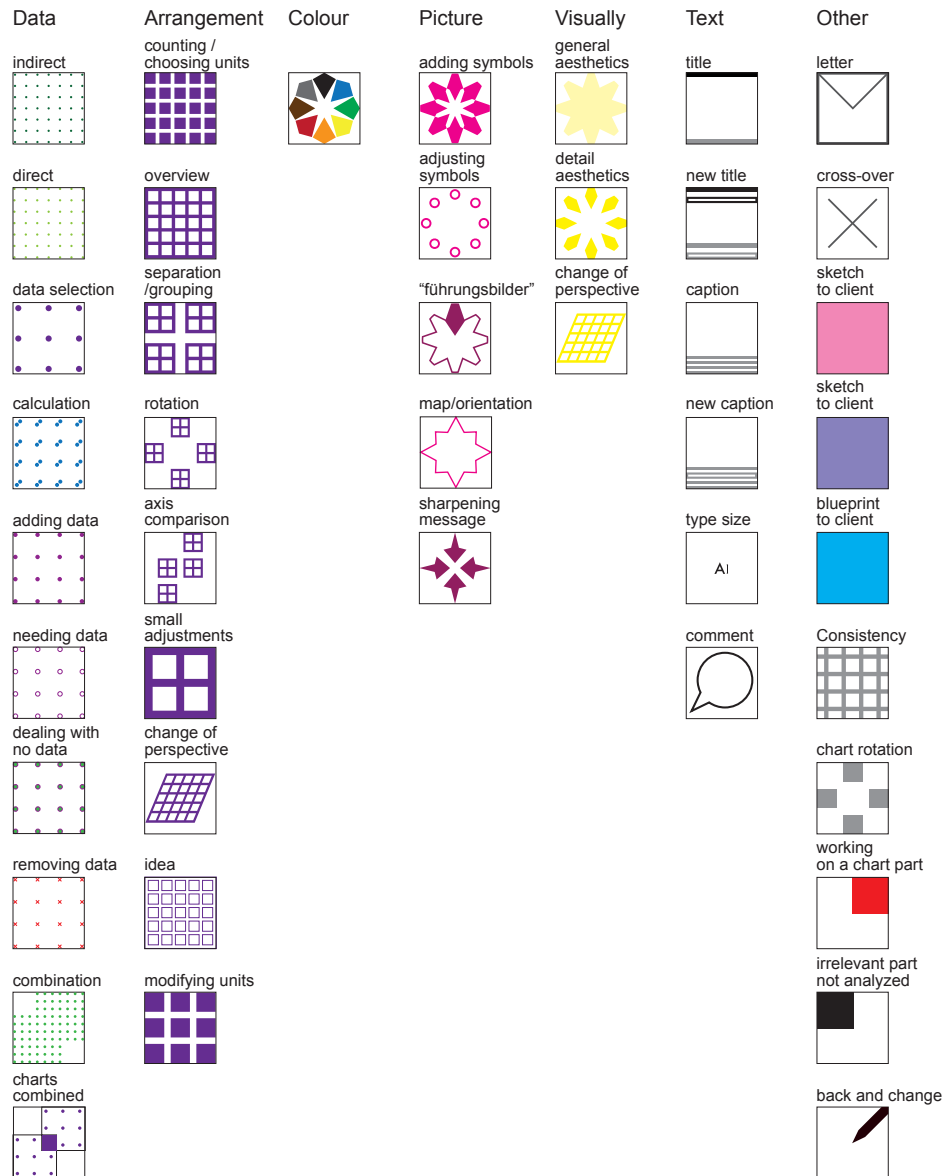 Data
Arrangement
Colour
Picture
Visually
Text
Other
indirect
counting /
choosing units
adding symbols
general
aesthetics
title
letter
direct
overview
adjusting
symbols
detail
aesthetics
new title
cross-over
data selection
separation
/grouping
“führungsbilder”
change of
perspective
caption
sketch
to client
calculation
rotation
map/orientation
new caption
sketch
to client
adding data
axis
comparison
sharpening
message
type size
AI
blueprint
to client
needing data
small
adjustments
comment
Consistency
dealing with
no data
change of
perspective
chart rotation
removing data
idea
working
on a chart part
combination
modifying units
irrelevant part
not analyzed
charts
combined
back and change